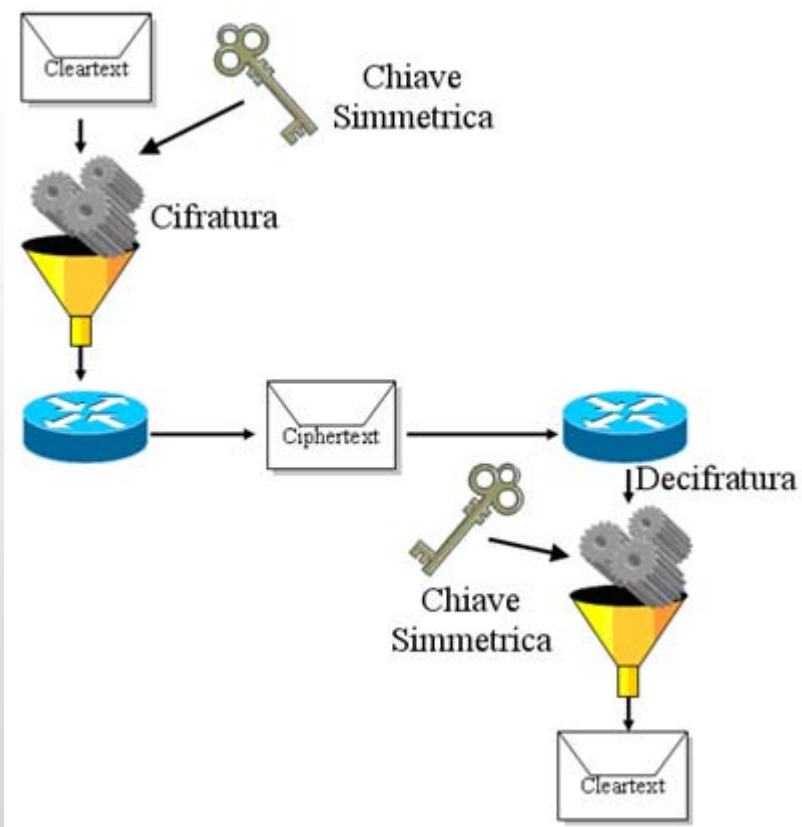 Cleartext
Chiave
Simmetrica
Cifratura
Ciphertext
Decifratura
Chiave
Simmetrica
Cleartext